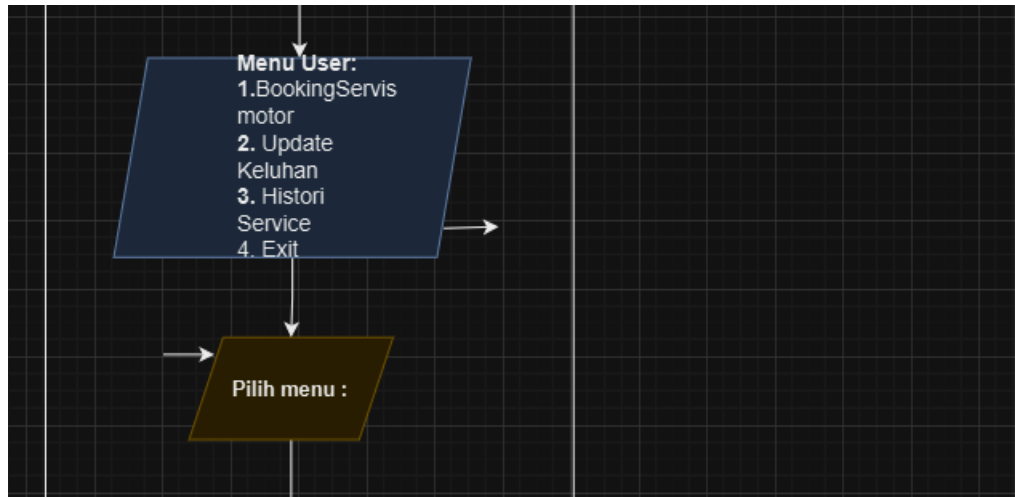 Menu User:
1.BookingServis
motor
2. Update
Keluhan
3. Histori
Service
4. Exit
Pilih menu :